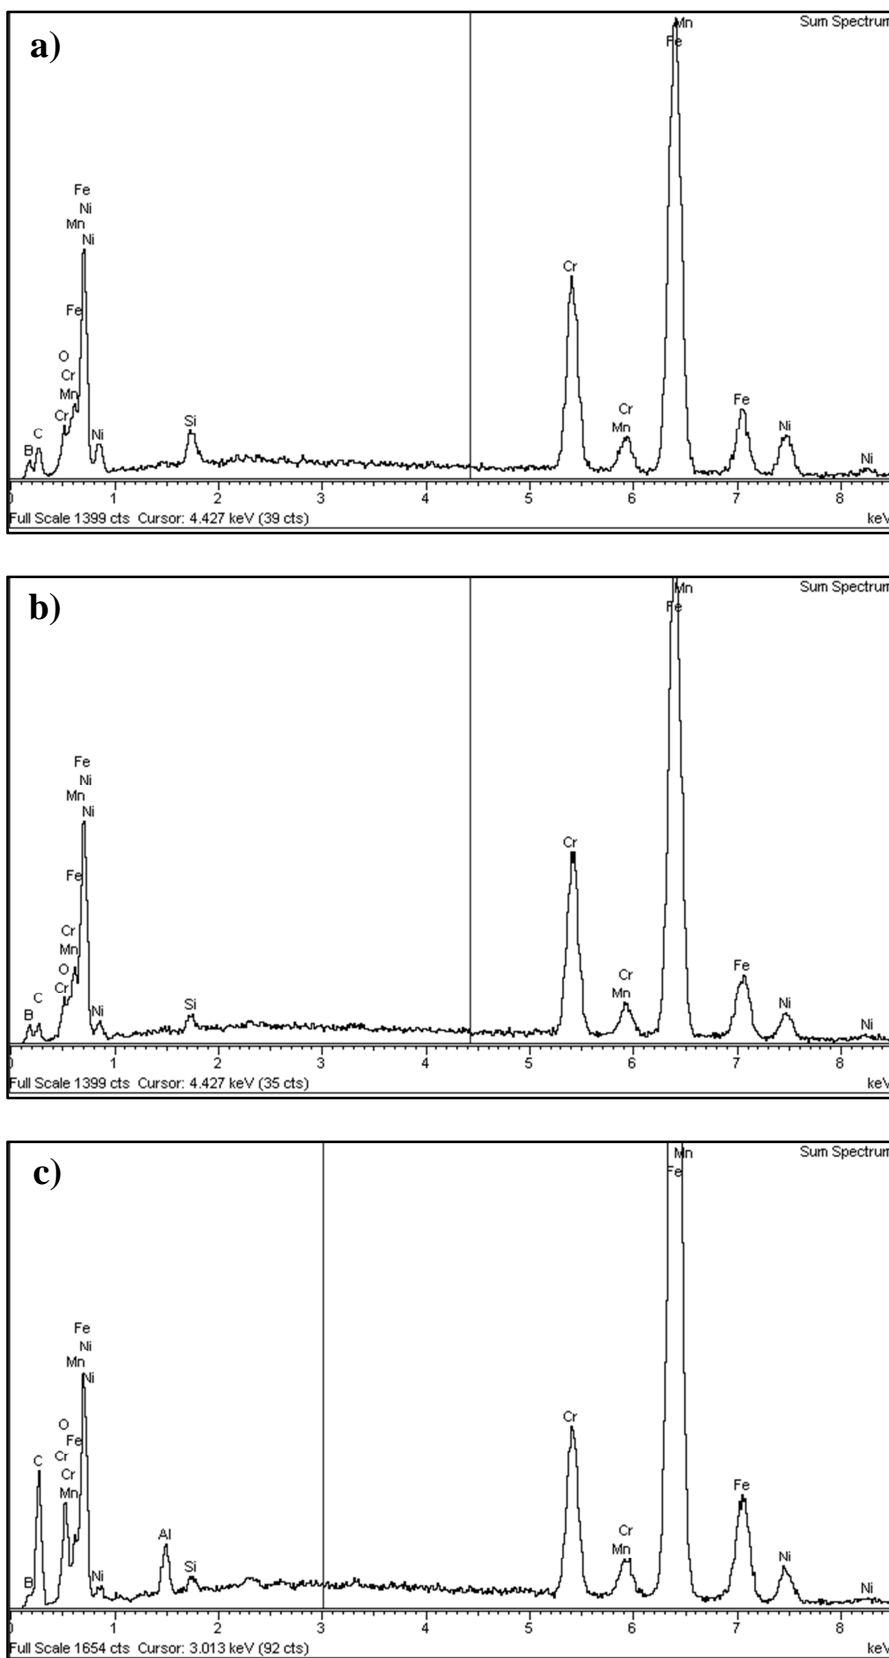 a)
Sum Spectrum
Mn
Fe
Fe
Ni
Mn
Ni
Fe
Cr
O
Cr
Mn
Cr
C
B
Ni
Si
Cr
Mn
Fe
Ni
Ni
0 1 2 3 4 5 6 7 8
Full Scale 1399 cts Cursor: 4.427 keV (39 cts)
keV
b)
Sum Spectrum
Mn
Fe
Fe
Ni
Mn
Ni
Cr
Fe
Cr
Mn
O
Cr
C
B
Ni
Si
Cr
Mn
Fe
Ni
Ni
0 1 2 3 4 5 6 7 8
Full Scale 1399 cts Cursor: 4.427 keV (35 cts)
keV
c)
Sum Spectrum
Mn
Fe
Fe
Ni
Mn
Ni
Cr
O
Fe
C
Cr
Cr
Mn
Fe
Al
Cr
Mn
Si
B
Ni
Ni
Ni
0 1 2 3 4 5 6 7 8
Full Scale 1654 cts Cursor: 3.013 keV (92 cts)
keV